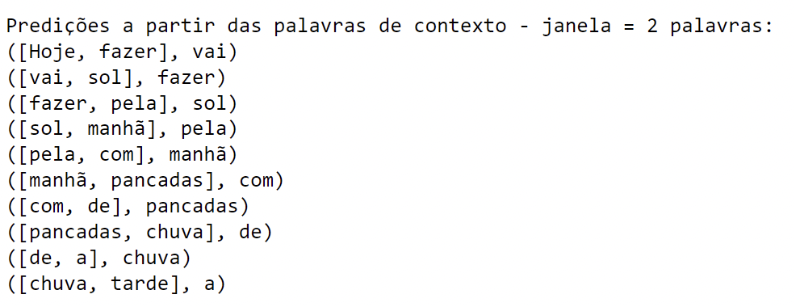 Predições a partir das palavras de contexto - janela = 2 palavras:
([Hoje, fazer], vai)
([vai, sol], fazer)
([fazer, pela], sol)
([sol, manhã], pela)
([pela, com], manhã)
([manhã, pancadas], com)
([com, de], pancadas)
([pancadas, chuva], de)
([de, a], chuva)
([chuva, tarde], a)